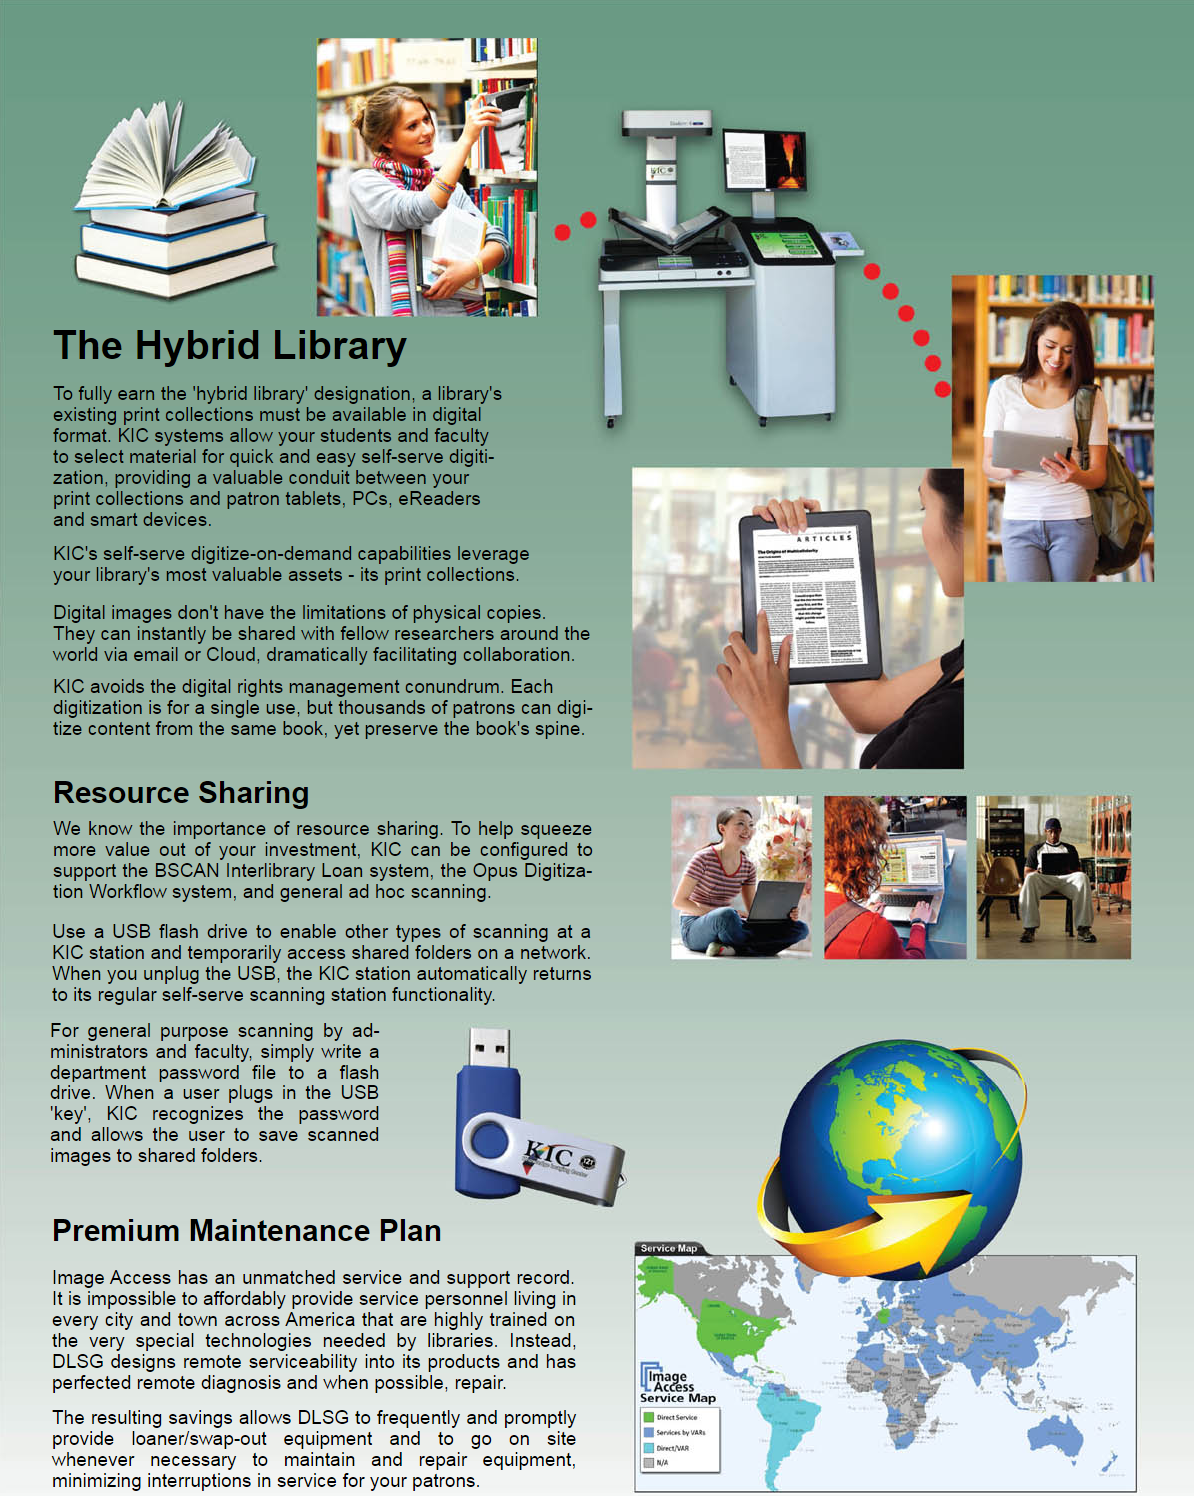 KIC
The Hybrid Library
To fully earn the 'hybrid library' designation, a library's
existing print collections must be available in digital
format. KIC systems allow your students and faculty
to select material for quick and easy self-serve digiti-
zation, providing a valuable conduit between your
print collections and patron tablets, PCs, eReaders
and smart devices.
KIC's self-serve digitize-on-demand capabilities leverage
your library's most valuable assets - its print collections.
Digital images don't have the limitations of physical copies.
They can instantly be shared with fellow researchers around the
world via email or Cloud, dramatically facilitating collaboration.
KIC avoids the digital rights management conundrum. Each
digitization is for a single use, but thousands of patrons can digi-
tize content from the same book, yet preserve the book's spine.
ARTICLES
The Origins of Multicellularity
Resource Sharing
We know the importance of resource sharing. To help squeeze
more value out of your investment, KIC can be configured to
support the BSCAN Interlibrary Loan system, the Opus Digitiza-
tion Workflow system, and general ad hoc scanning.
Use a USB flash drive to enable other types of scanning at a
KIC station and temporarily access shared folders on a network.
When you unplug the USB, the KIC station automatically returns
to its regular self-serve scanning station functionality.
For general purpose scanning by ad-
ministrators and faculty, simply write a
department password file to a flash
drive. When a user plugs in the USB
'key', KIC recognizes the password
and allows the user to save scanned
images to shared folders.
KIC
Premium Maintenance Plan
Image Access has an unmatched service and support record.
It is impossible to affordably provide service personnel living in
every city and town across America that are highly trained on
the very special technologies needed by libraries. Instead,
DLSG designs remote serviceability into its products and has
perfected remote diagnosis and when possible, repair.
The resulting savings allows DLSG to frequently and promptly
provide loaner/swap-out equipment and to go on site
whenever necessary to maintain and repair equipment,
minimizing interruptions in service for your patrons.
Service Map
Image
Access
Service Map
Direct Service
Services by VARs
Direct/VAR
N/A